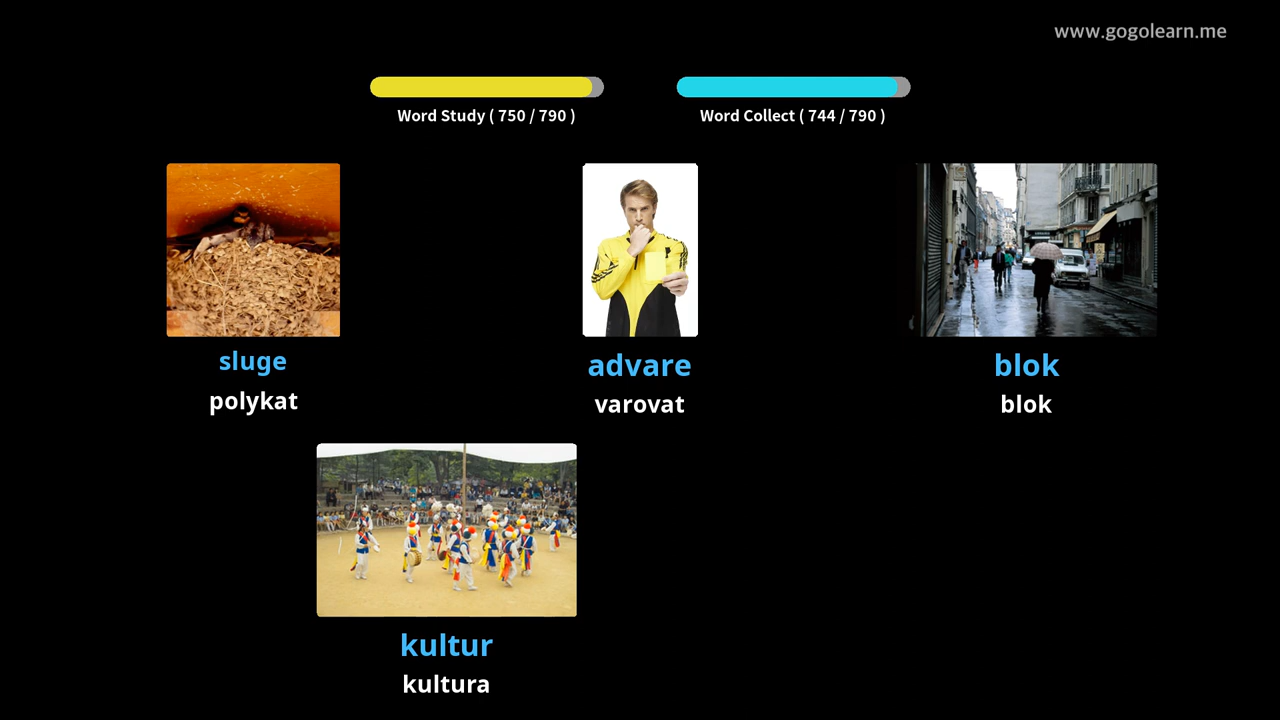 www.gogolearn.me
Word Study ( 750 / 790 )
Word Collect ( 744 / 790 )
sluge
polykat
advare
varovat
blok
blok
kultur
kultura